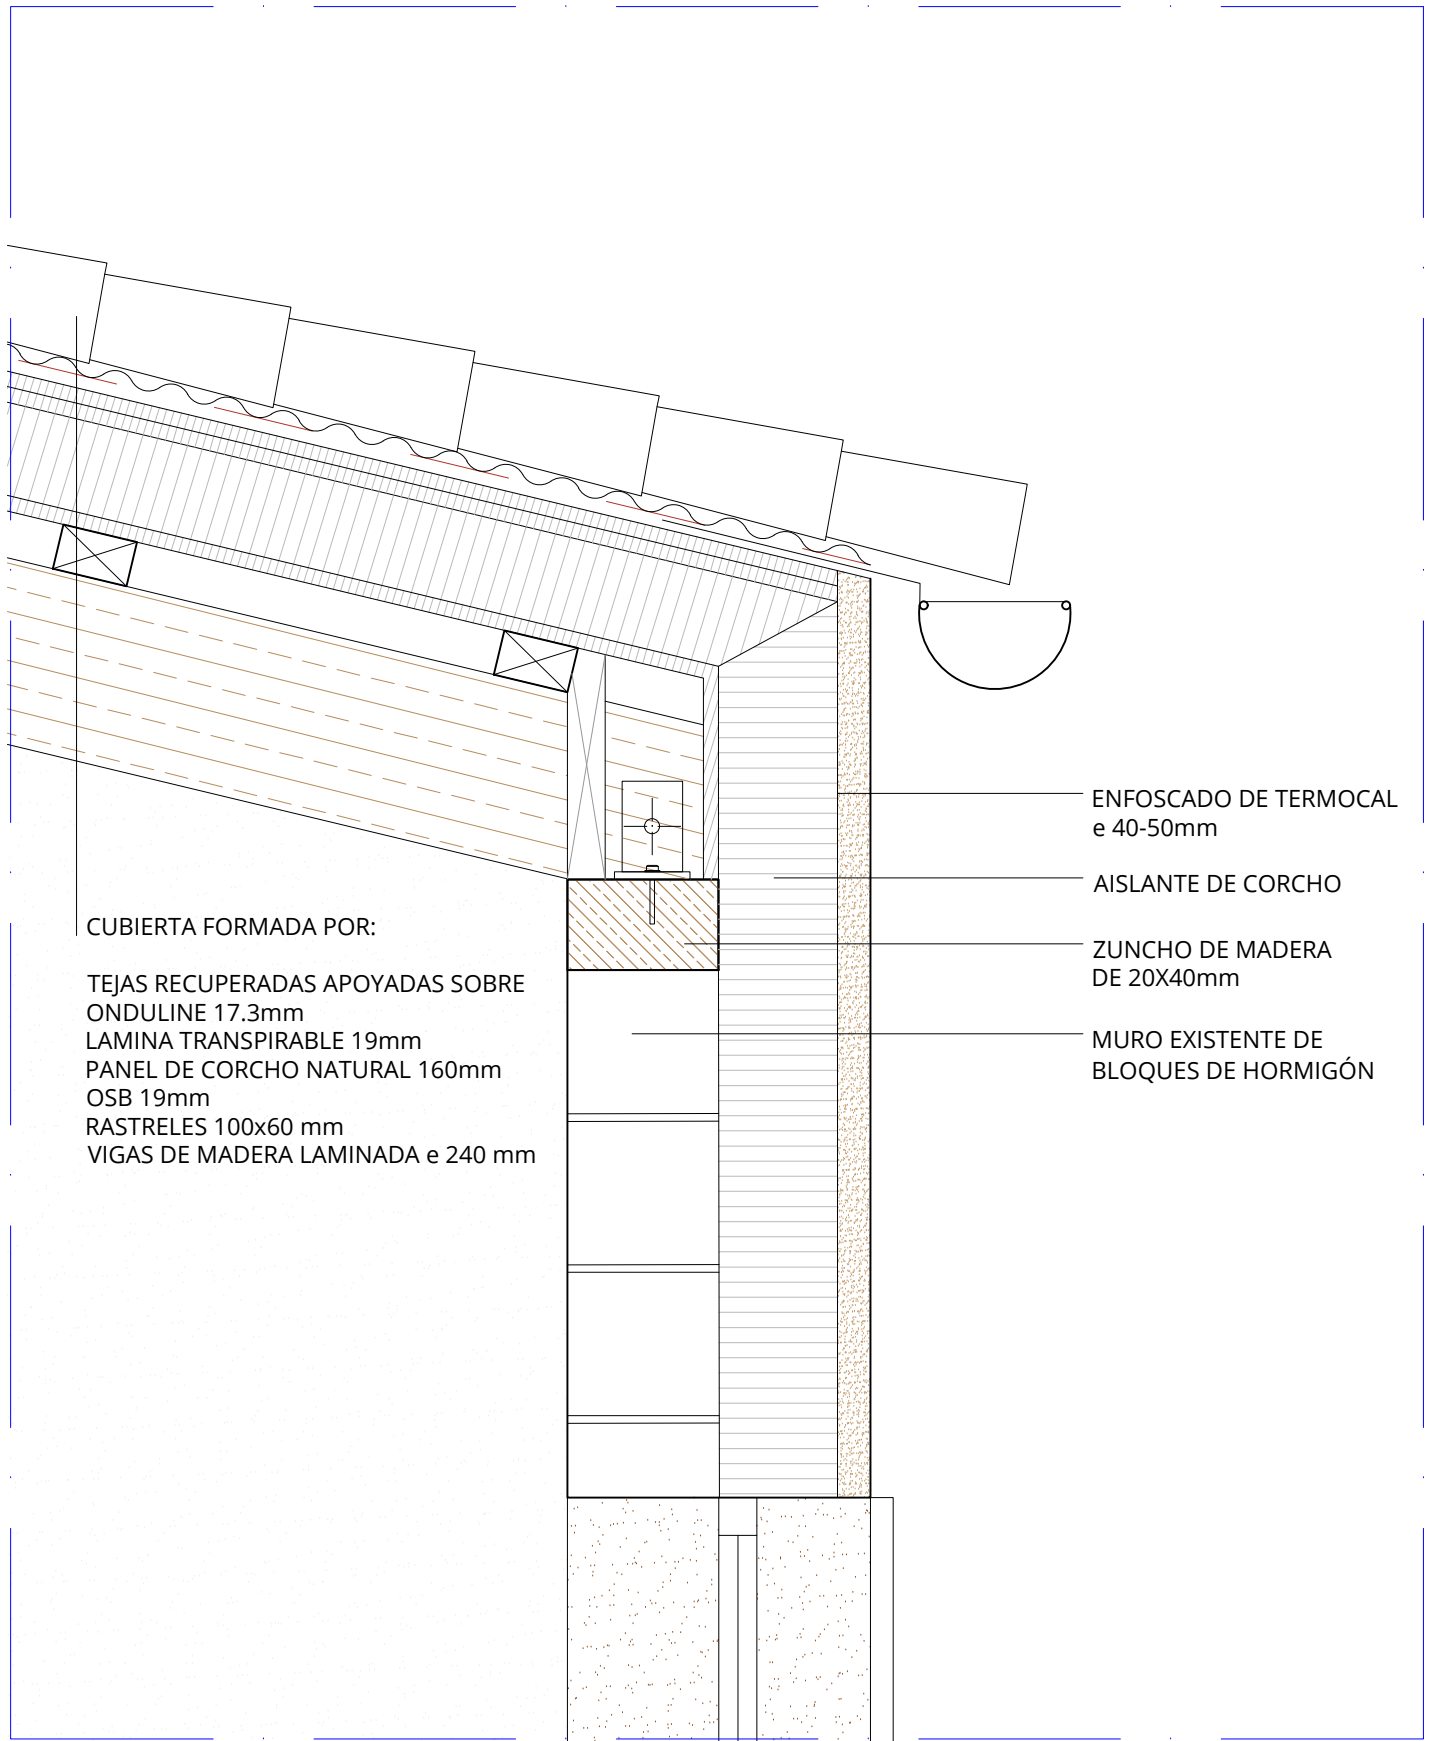 CUBIERTA FORMADA POR:
TEJAS RECUPERADAS APOYADAS SOBRE
ONDULINE 17.3mm
LAMINA TRANSPIRABLE 19mm
PANEL DE CORCHO NATURAL 160mm
OSB 19mm
RASTRELES 100x60 mm
VIGAS DE MADERA LAMINADA e 240 mm
ENFOSCADO DE TERMOCAL
e 40-50mm
AISLANTE DE CORCHO
ZUNCHO DE MADERA
DE 20X40mm
MURO EXISTENTE DE
BLOQUES DE HORMIGÓN